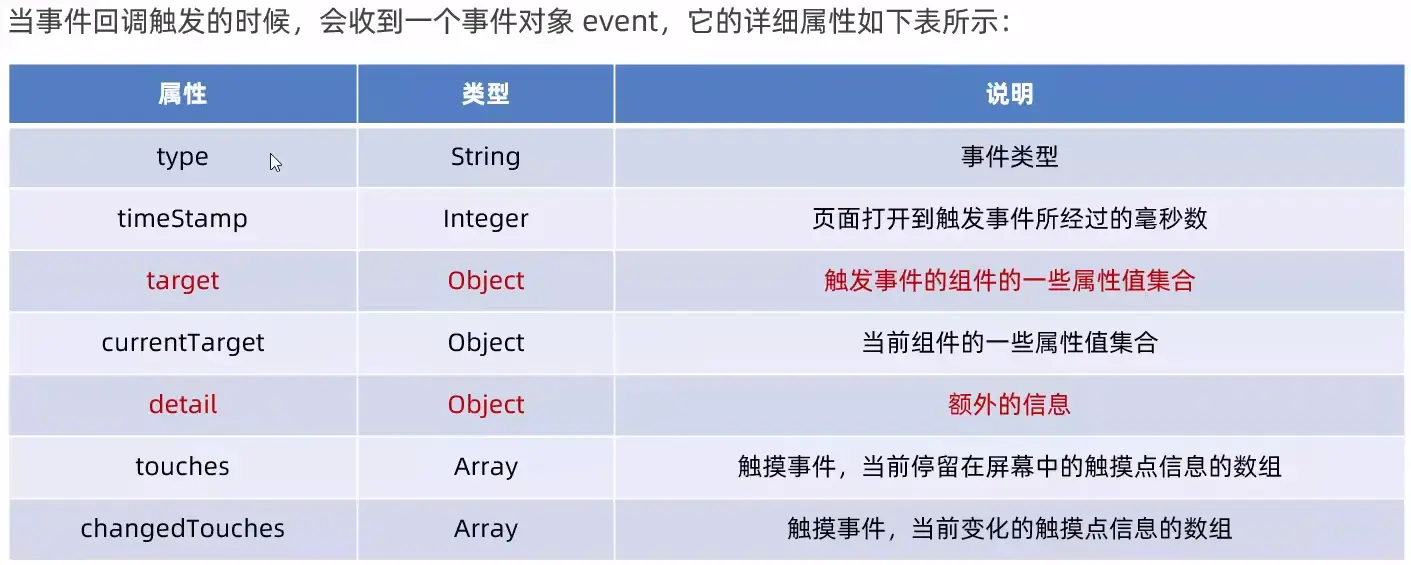 当事件回调触发的时候，会收到一个事件对象 event，它的详细属性如下表所示：
属性 类型 说明
type String 事件类型
timeStamp Integer 页面打开到触发事件所经过的毫秒数
target Object 触发事件的组件的一些属性值集合
currentTarget Object 当前组件的一些属性值集合
detail Object 额外的信息
touches Array 触摸事件，当前停留在屏幕中的触摸点信息的数组
changedTouches Array 触摸事件，当前变化的触摸点信息的数组